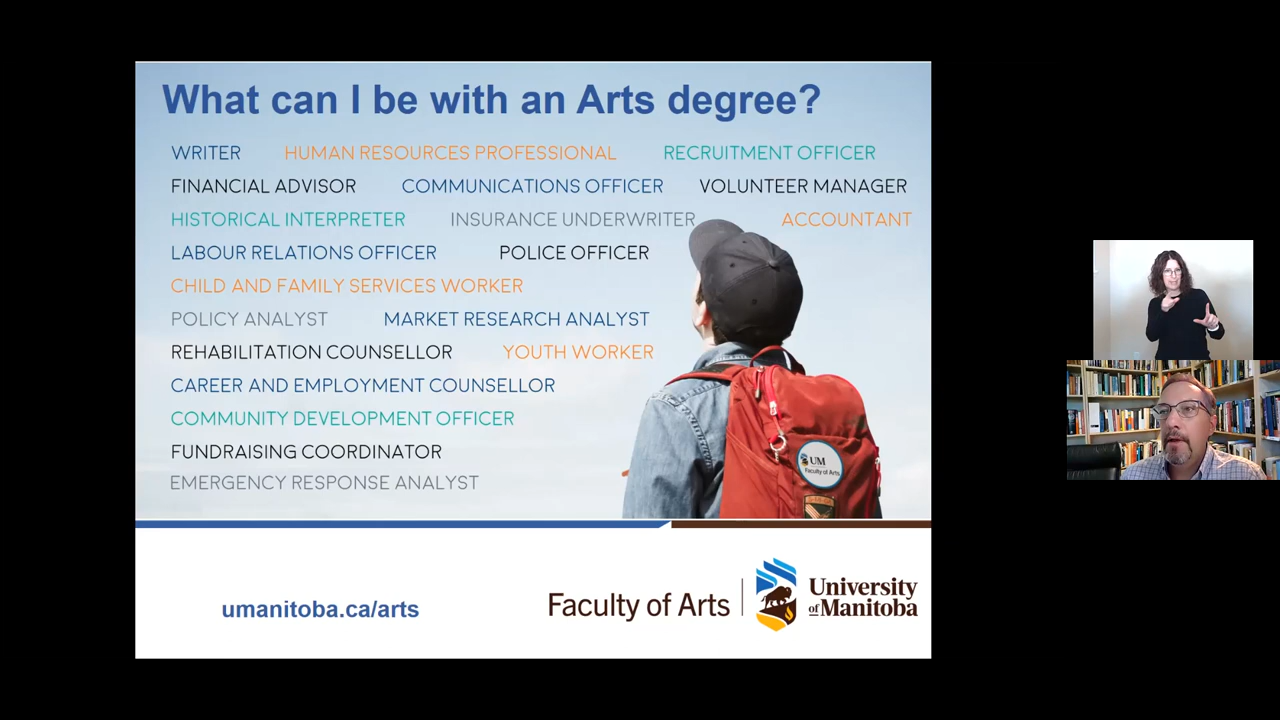 What can I be with an Arts degree?
WRITER HUMAN RESOURCES PROFESSIONAL RECRUITMENT OFFICER
FINANCIAL ADVISOR COMMUNICATIONS OFFICER VOLUNTEER MANAGER
HISTORICAL INTERPRETER INSURANCE UNDERWRITER ACCOUNTANT
LABOUR RELATIONS OFFICER POLICE OFFICER
CHILD AND FAMILY SERVICES WORKER
POLICY ANALYST MARKET RESEARCH ANALYST
REHABILITATION COUNSELLOR YOUTH WORKER
CAREER AND EMPLOYMENT COUNSELLOR
COMMUNITY DEVELOPMENT OFFICER
FUNDRAISING COORDINATOR
EMERGENCY RESPONSE ANALYST
UM
Faculty of Arts
umanitoba.ca/arts
Faculty of Arts
University
of Manitoba